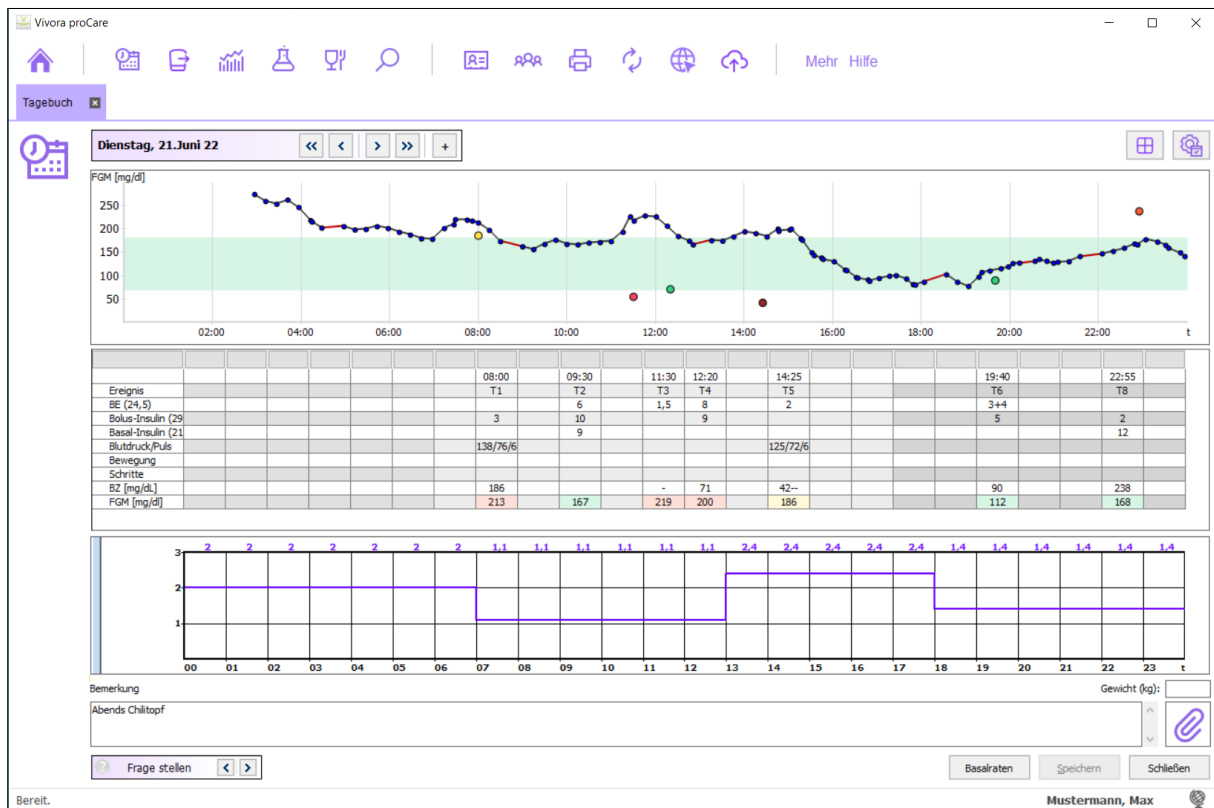 Vivora proCare
Mehr Hilfe
Tagebuch
Dienstag, 21.Juni 22
<< < > >> +
FGM [mg/dl]
250
200
150
100
50
02:00 04:00 06:00 08:00 10:00 12:00 14:00 16:00 18:00 20:00 22:00 t
08:00 09:30 11:30 12:20 14:25 19:40 22:55
Ereignis T1 T2 T3 T4 T5 T6 T8
BE (24,5) 6 1,5 8 2 3+4
Bolus-Insulin (29 3 10 9 5 2
Basal-Insulin (21 9 12
Blutdruck/Puls 138/76/6 125/72/6
Bewegung
Schritte
BZ [mg/dL] 186 - 71 42-- 90 238
FGM [mg/dl] 213 167 219 200 186 112 168
2 2 2 2 2 2 2 1,1 1,1 1,1 1,1 1,1 1,1 2,4 2,4 2,4 2,4 2,4 1,4 1,4 1,4 1,4 1,4 1,4
3
2
1
00 01 02 03 04 05 06 07 08 09 10 11 12 13 14 15 16 17 18 19 20 21 22 23 t
Bemerkung Gewicht (kg):
Abends Chilitopf
Frage stellen < > Basalraten Speichern Schließen
Bereit. Mustermann, Max